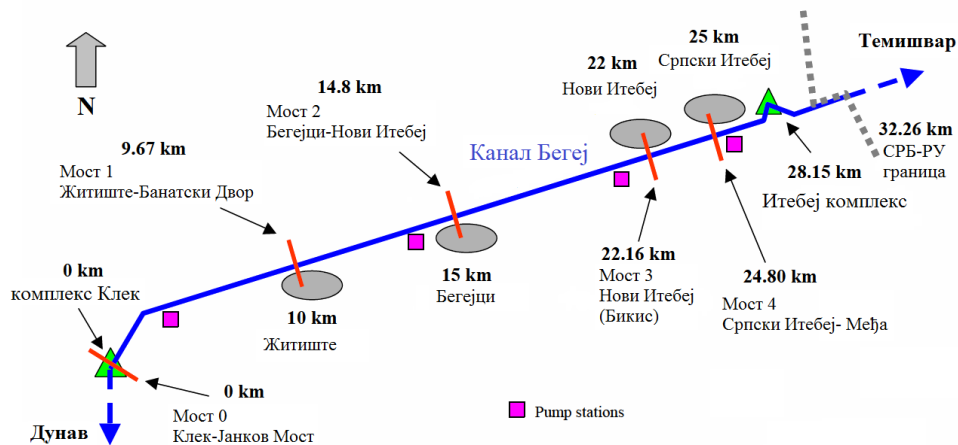 25 km
Српски Итебеј
Темишвар
22 km
Нови Итебеј
14.8 km
Мост 2
Бегејци-Нови Итебеј
N
9.67 km
Мост 1
Житиште-Банатски Двор
Канал Бегеј
32.26 km
СРБ-РУ
граница
28.15 km
Итебеј комплекс
0 km
комплекс Клек
15 km
Бегејци
22.16 km
Мост 3
Нови Итебеј
(Бикис)
24.80 km
Мост 4
Српски Итебеј- Међа
10 km
Житиште
0 km
Мост 0
Клек-Јанков Мост
Дунав
Pump stations